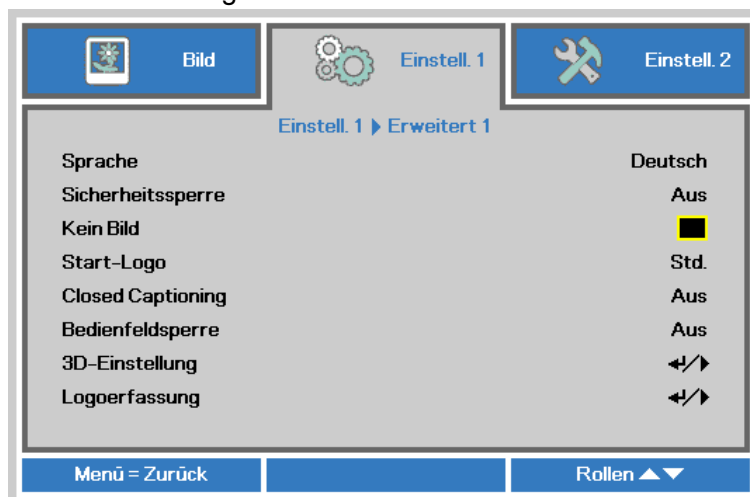 Bild Einstell. 1 Einstell. 2
Einstell. 1 Erweitert 1
Sprache Deutsch
Sicherheitssperre Aus
Kein Bild
Start-Logo Std.
Closed Captioning Aus
Bedienfeldsperre Aus
3D-Einstellung
Logoerfassung
Menü = Zurück Rollen